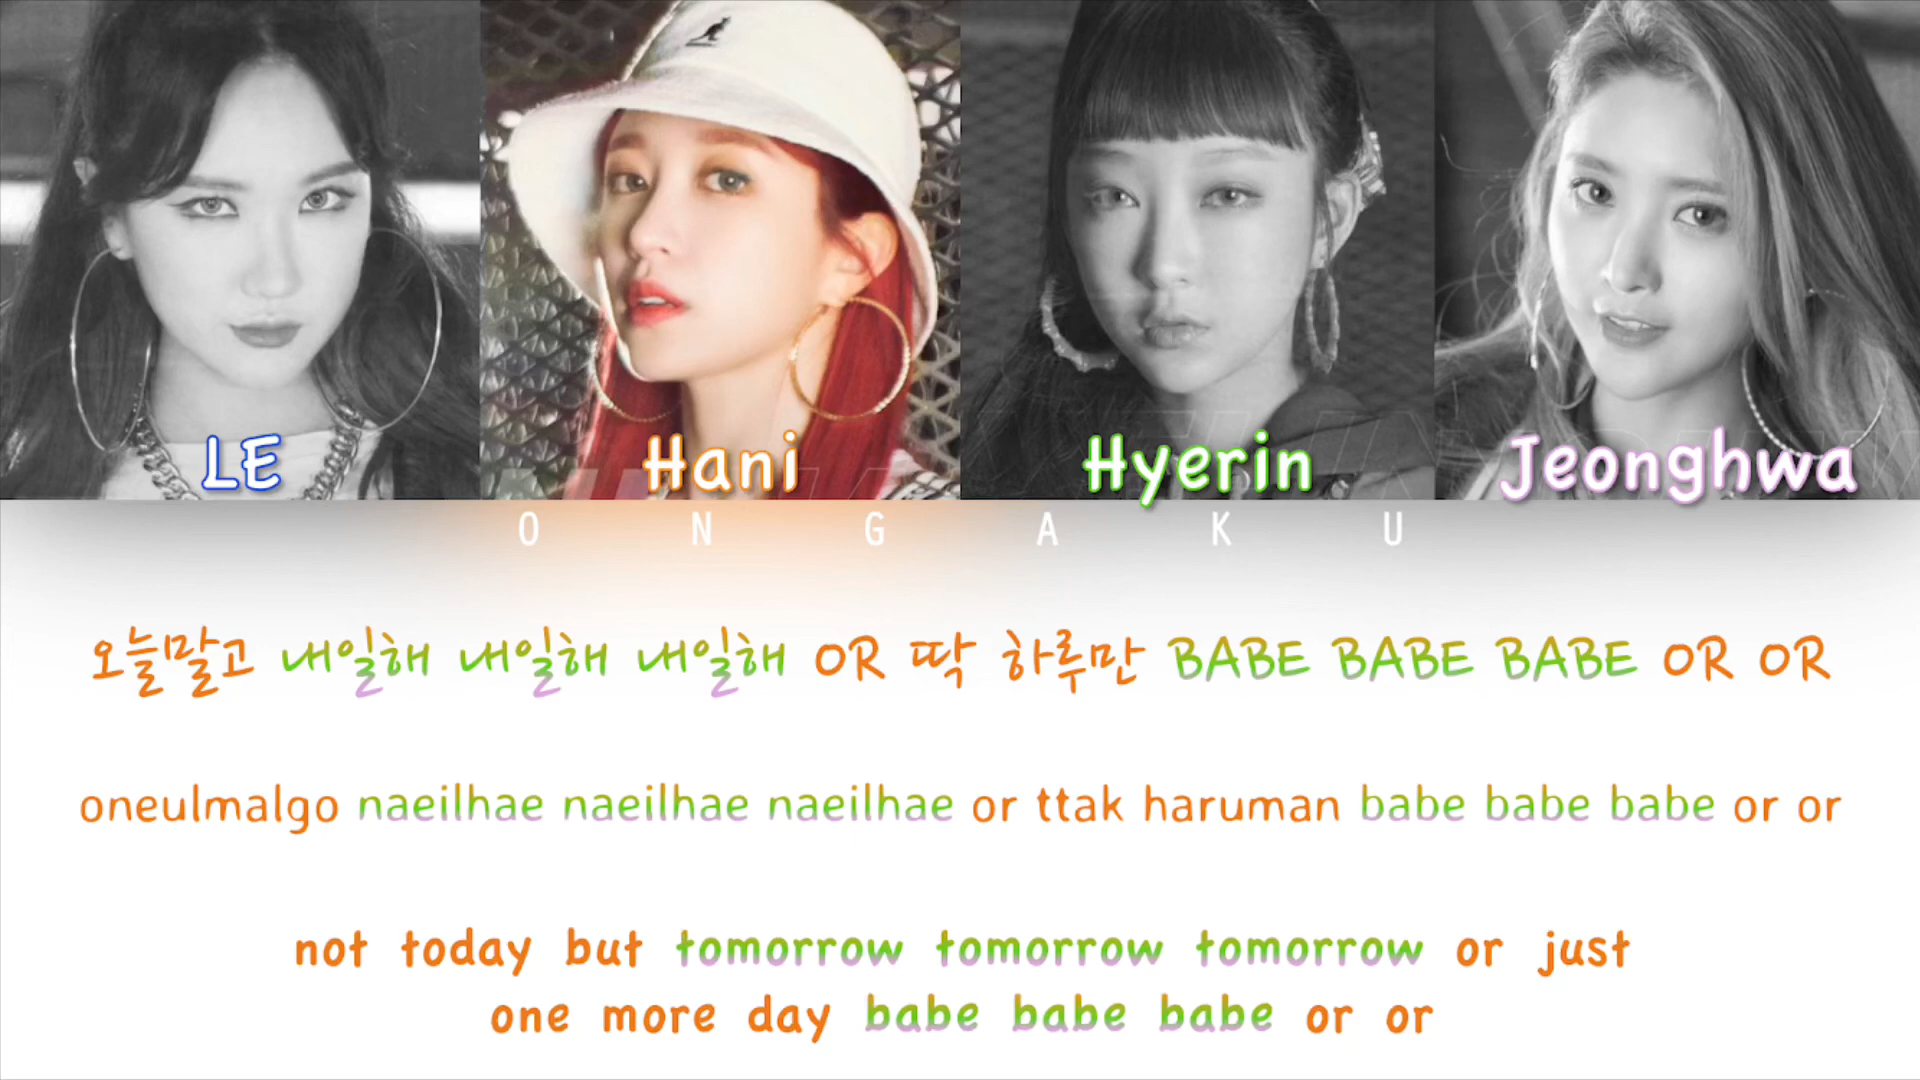 LE
Hani
Hyerin
Jeonghwa
O N G A K U
오늘말고 내일해 내일해 내일해 OR 딱 하루만 BABE BABE BABE OR OR
oneulmalgo naeilhae naeilhae naeilhae or ttak haruman babe babe babe or or
not today but tomorrow tomorrow tomorrow or just
one more day babe babe babe or or